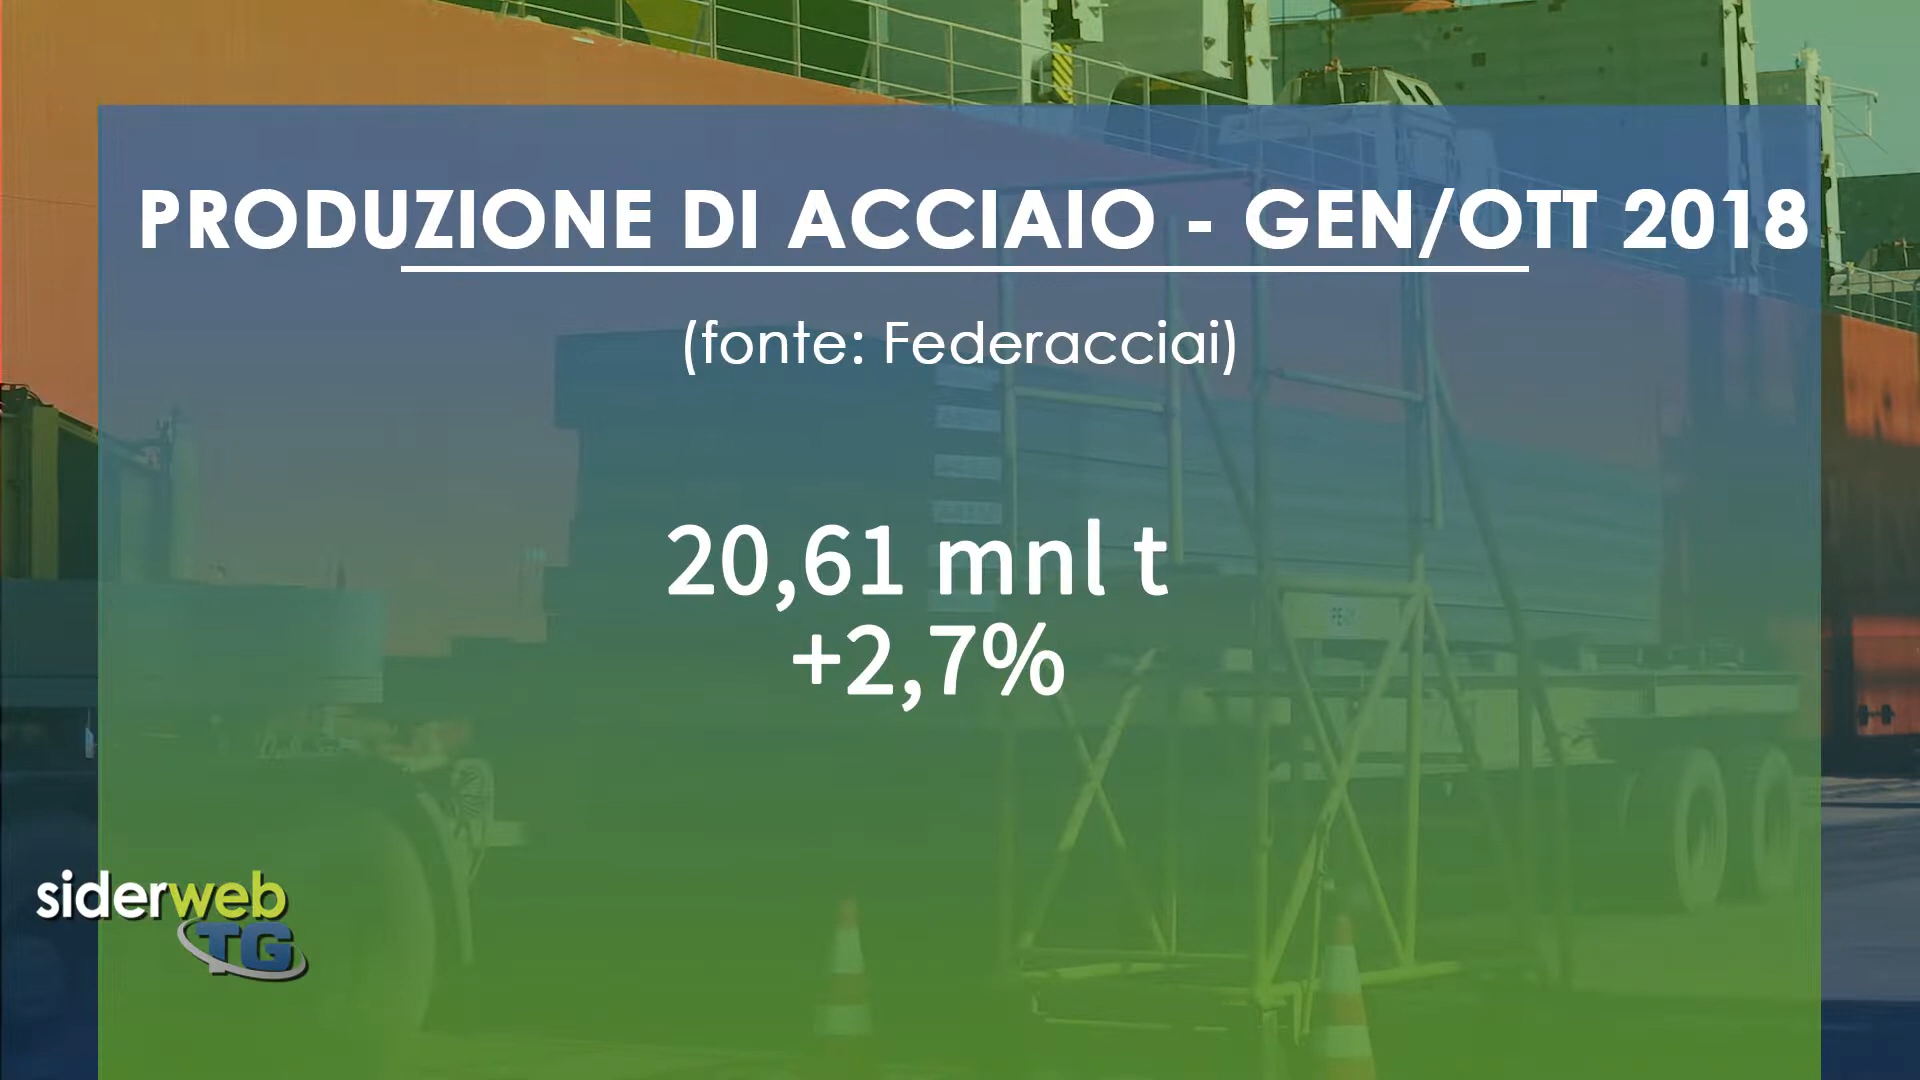 PRODUZIONE DI ACCIAIO - GEN/OTT 2018
(fonte: Federacciai)
20,61 mnl t
+2,7%
siderweb
TG